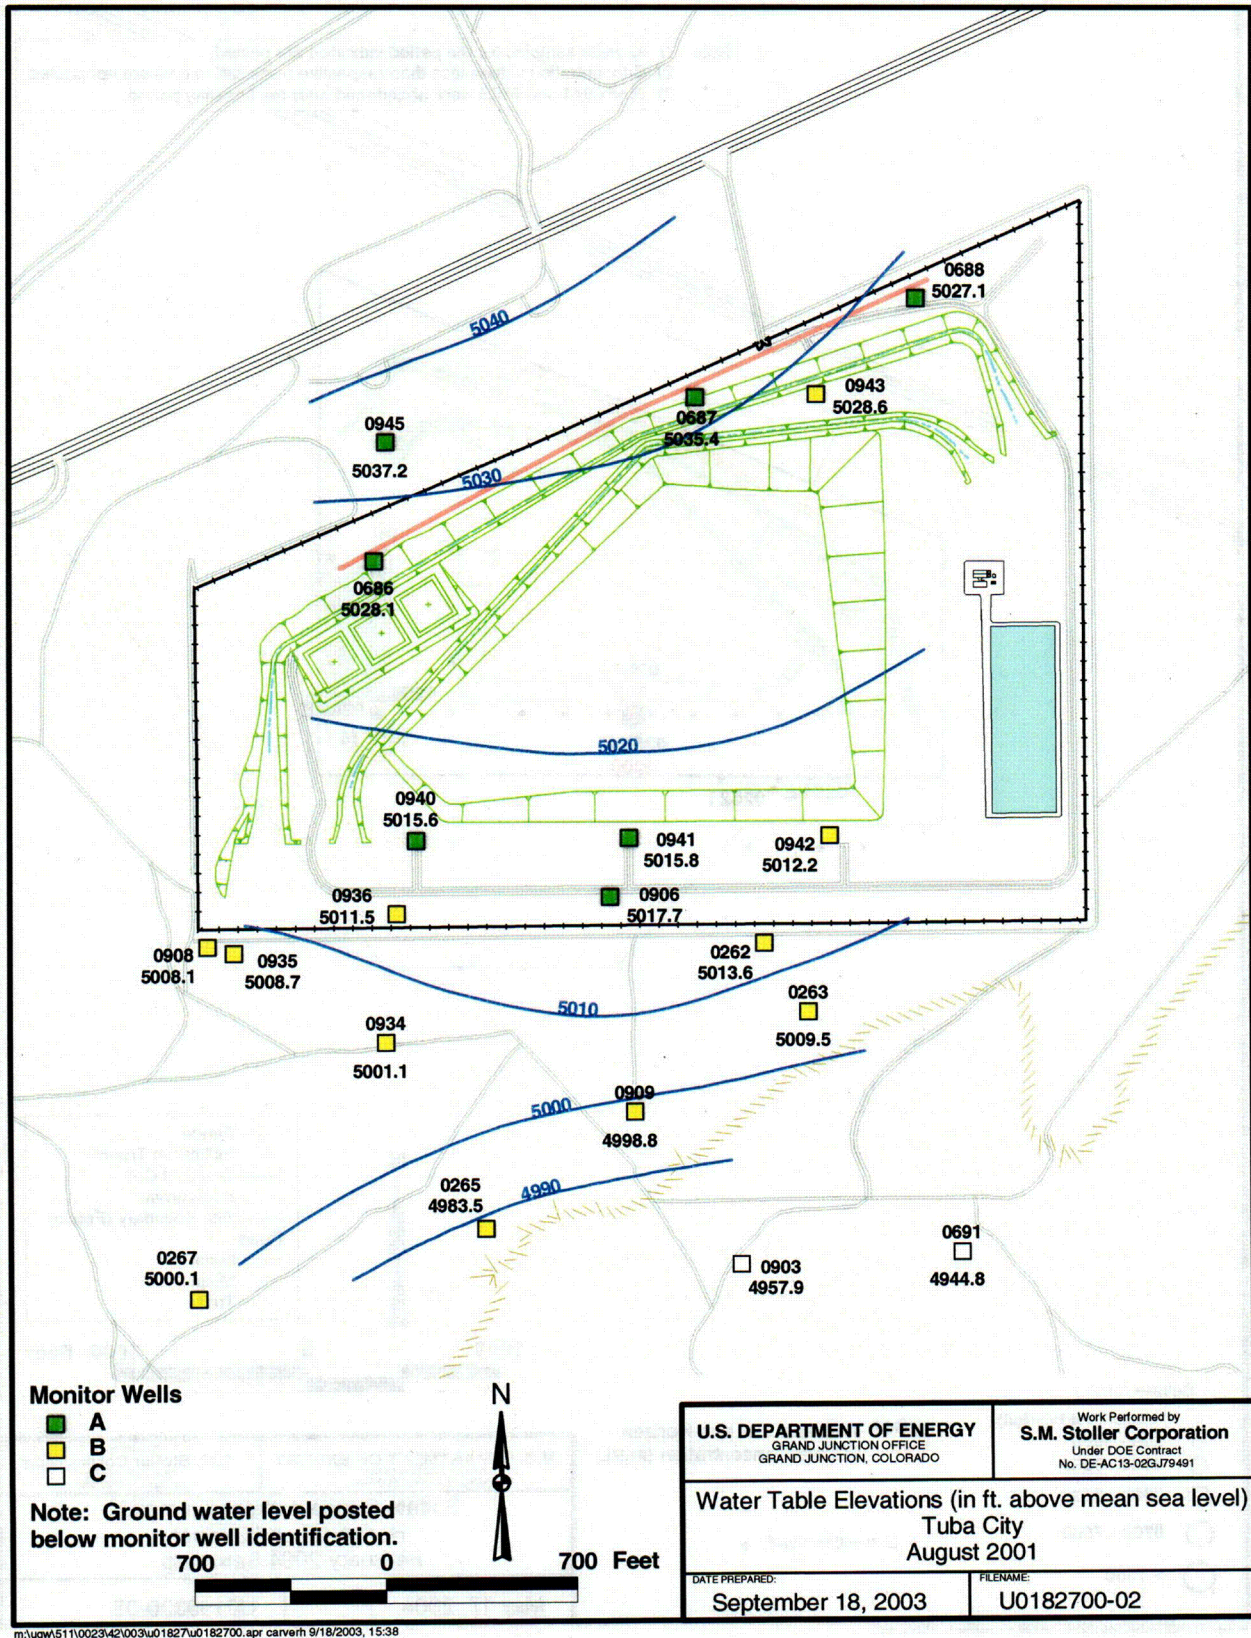 0688
5027.1
5040
0943
5028.6
0687
5035.4
0945
5037.2
5030
0686
5028.1
5020
0940
5015.6
0941
5015.8
0942
5012.2
0936
5011.5
0906
5017.7
0908
5008.1
0935
5008.7
0262
5013.6
0263
5009.5
5010
0934
5001.1
5000
0909
4998.8
0265
4983.5
4990
0267
5000.1
0903
4957.9
0691
4944.8
Monitor Wells
A
B
C
Note: Ground water level posted
below monitor well identification.
N
700 0 700 Feet
U.S. DEPARTMENT OF ENERGY
GRAND JUNCTION OFFICE
GRAND JUNCTION, COLORADO
Work Performed by
S.M. Stoller Corporation
Under DOE Contract
No. DE-AC13-02GJ79491
Water Table Elevations (in ft. above mean sea level)
Tuba City
August 2001
DATE PREPARED:
September 18, 2003
FILENAME:
U0182700-02
m:\ugw\511\0023\42\003\u01827\u0182700.apr carverh 9/18/2003, 15:38